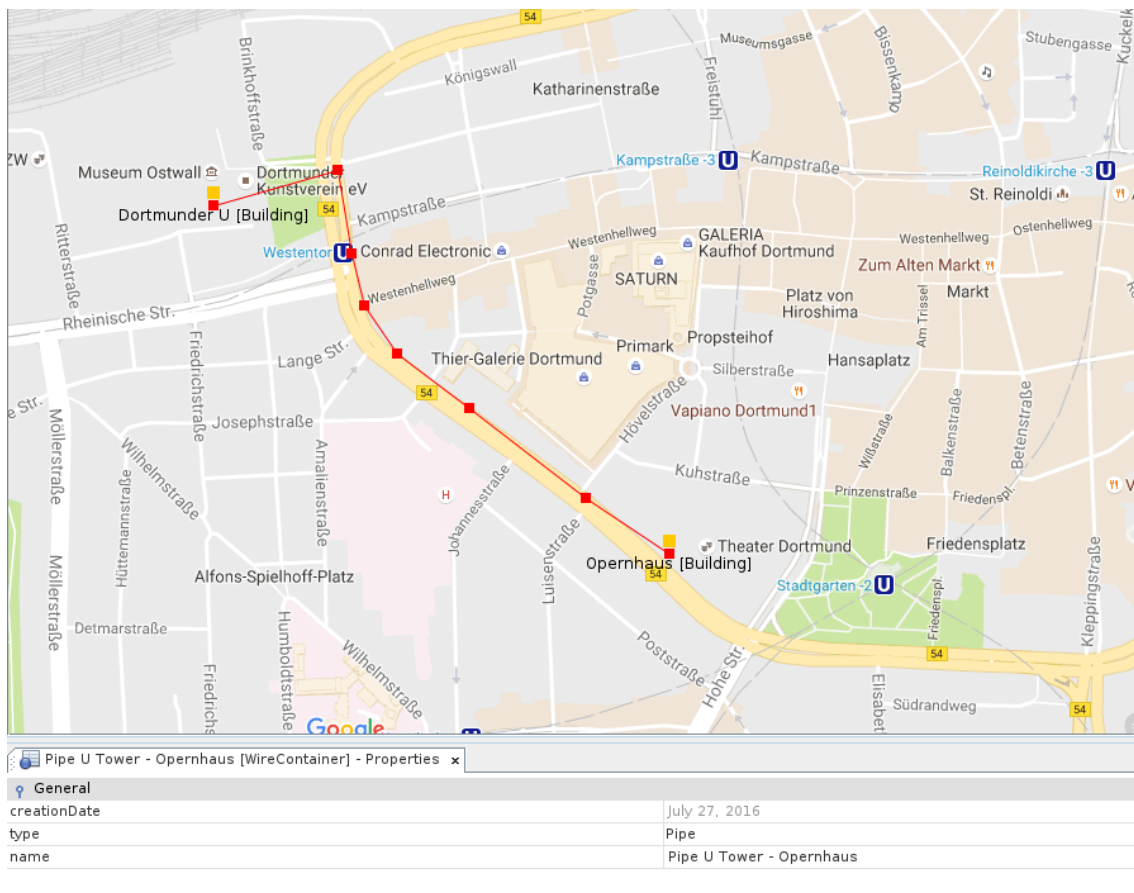 54
Museumsgasse
Stubengasse
Kuckelk
Brinkhoffstraße
Königswall
Freistuhl
Bissenkamp
Katharinenstraße
ZW
Museum Ostwall
Dortmunder
Kunstverein eV
Kampstraße -3 U
Kampstraße
Reinoldikirche -3 U
St. Reinoldi
Dortmunder U [Building]
54
Kampstraße
Ritterstraße
Westentor U
Conrad Electronic
Westenhellweg
GALERIA
Kaufhof Dortmund
Westenhellweg
Ostenhellweg
SATURN
Zum Alten Markt
Markt
Westenhellweg
Potgasse
Platz von
Hiroshima
Am Trissel
Rheinische Str.
Friedrichstraße
Lange Str.
Thier-Galerie Dortmund
Primark
Propsteihof
Hansaplatz
Silberstraße
54
Vapiano Dortmund1
e Str.
Möllerstraße
Josephstraße
Hövelstraße
Wißstraße
Balkenstraße
Betenstraße
Wilhelmstraße
Amalienstraße
Kuhstraße
H
Johannesstraße
Prinzenstraße
Friedenspl.
V
Hüttemannstraße
Luisenstraße
Theater Dortmund
Friedensplatz
Opernhaus [Building]
54
Möllerstraße
Alfons-Spielhoff-Platz
Stadtgarten -2 U
Friedenspl.
Kleppingstraße
Detmarstraße
Humboldtstraße
Wilhelmstraße
Poststraße
Hohe Str.
54
Friedrichs
Elisabet
Südrandweg
54
Google
Pipe U Tower - Opernhaus [WireContainer] - Properties x
General
creationDate July 27, 2016
type Pipe
name Pipe U Tower - Opernhaus